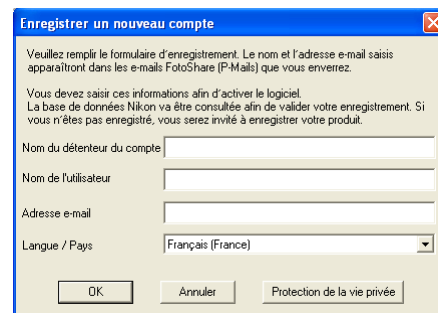 Enregistrer un nouveau compte
Veuillez remplir le formulaire d'enregistrement. Le nom et l'adresse e-mail saisis
apparaîtront dans les e-mails FotoShare (P-Mails) que vous enverrez.
Vous devez saisir ces informations afin d'activer le logiciel.
La base de données Nikon va être consultée afin de valider votre enregistrement. Si
vous n'êtes pas enregistré, vous serez invité à enregistrer votre produit.
Nom du détenteur du compte
Nom de l'utilisateur
Adresse e-mail
Langue / Pays
Français (France)
OK
Annuler
Protection de la vie privée